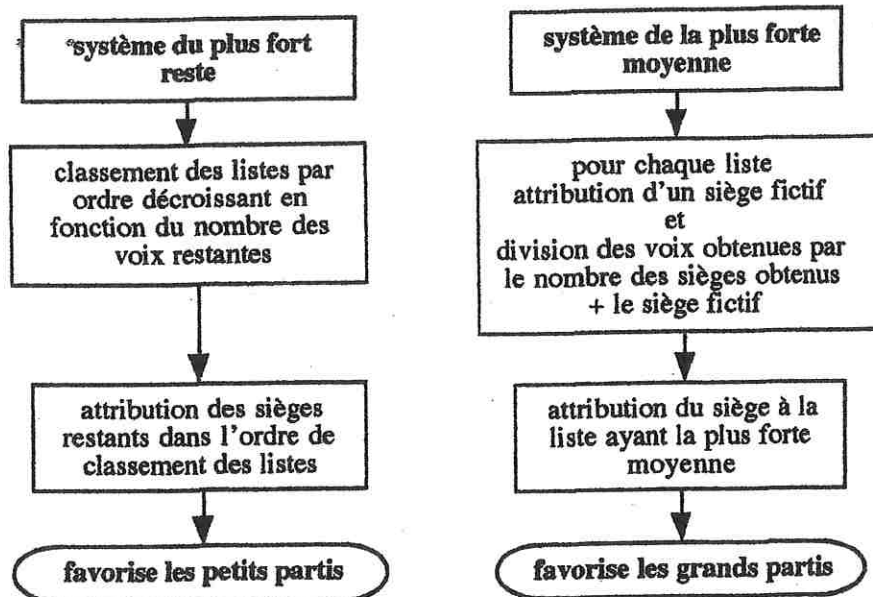 système du plus fort
reste
classement des listes par
ordre décroissant en
fonction du nombre des
voix restantes
attribution des sièges
restants dans l'ordre de
classement des listes
favorise les petits partis
système de la plus forte
moyenne
pour chaque liste
attribution d'un siège fictif
et
division des voix obtenues par
le nombre des sièges obtenus
+ le siège fictif
attribution du siège à la
liste ayant la plus forte
moyenne
favorise les grands partis